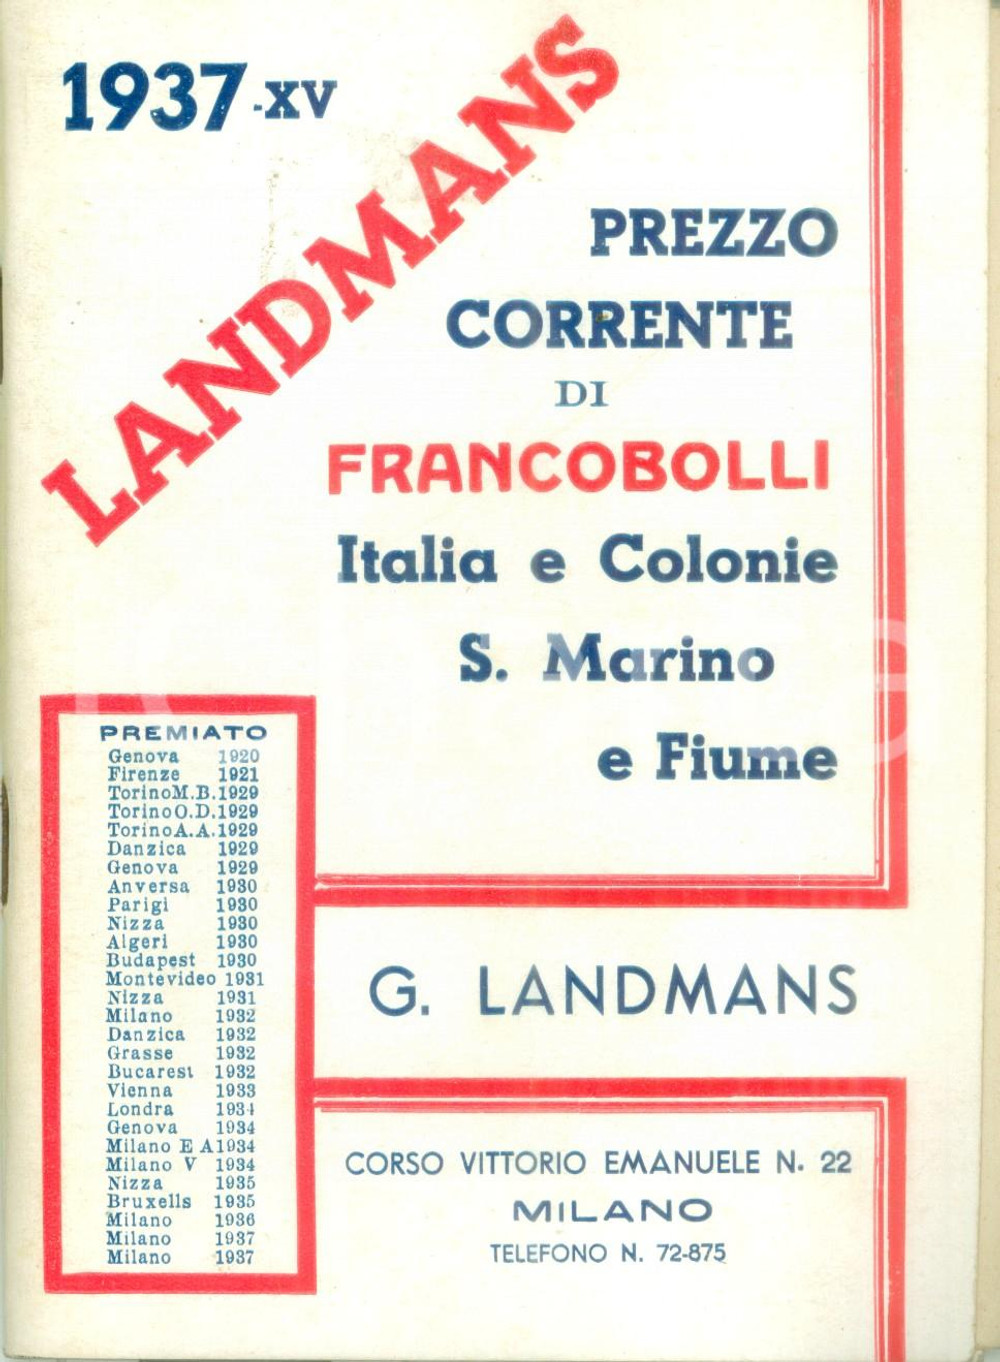 1937-XV
LANDMANS
PREZZO
CORRENTE
DI
FRANCOBOLLI
Italia e Colonie
S. Marino
e Fiume
PREMIATO
Genova 1920
Firenze 1921
Torino M.B. 1929
Torino O.D. 1929
Torino A.A. 1929
Danzica 1929
Genova 1929
Anversa 1930
Parigi 1930
Nizza 1930
Algeri 1930
Budapest 1930
Montevideo 1931
Nizza 1931
Milano 1932
Danzica 1932
Grasse 1932
Bucarest 1932
Vienna 1933
Londra 1934
Genova 1934
Milano E A 1934
Milano V 1934
Nizza 1935
Bruxells 1935
Milano 1936
Milano 1937
Milano 1937
G. LANDMANS
CORSO VITTORIO EMANUELE N. 22
MILANO
TELEFONO N. 72-875